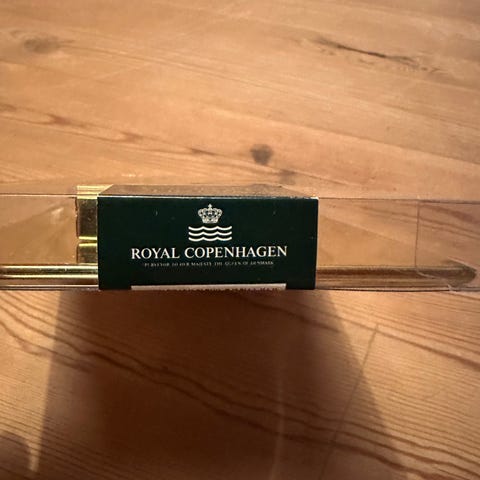 ROYAL COPENHAGEN
PURVEYOR TO HER MAJESTY THE QUEEN OF DENMARK